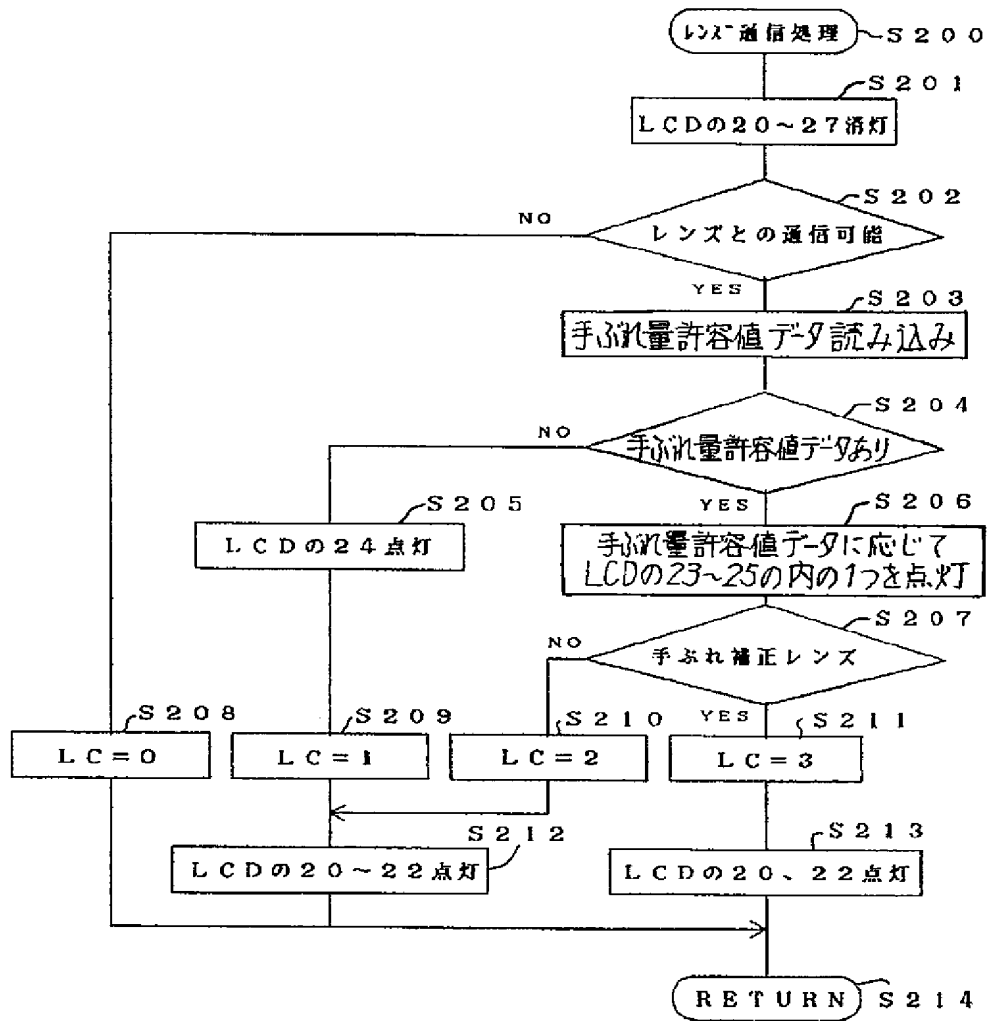 レンズ通信処理
S200
S201
LCDの20~27消灯
S202
NO
レンズとの通信可能
YES
S203
手ぶれ量許容値データ読み込み
S204
NO
手ぶれ量許容値データあり
S205
YES
S206
LCDの24点灯
手ぶれ量許容値データに応じて
LCDの23~25の内の1つを点灯
S207
NO
手ぶれ補正レンズ
S208
S209
S210
YES
S211
LC=0
LC=1
LC=2
LC=3
S212
S213
LCDの20~22点灯
LCDの20、22点灯
RETURN
S214